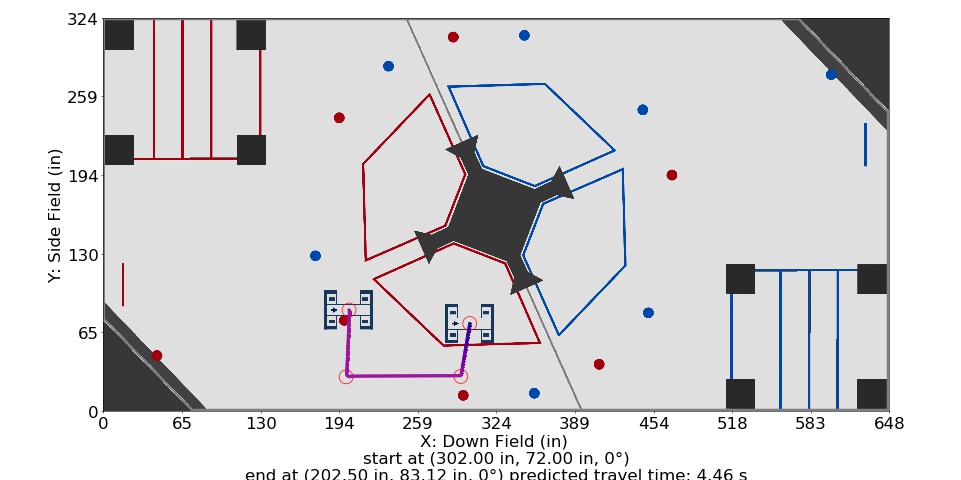 324
259
194
130
65
0
Y: Side Field (in)
0 65 130 194 259 324 389 454 518 583 648
X: Down Field (in)
start at (302.00 in, 72.00 in, 0°)
end at (202.50 in, 83.12 in, 0°) predicted travel time: 4.46 s